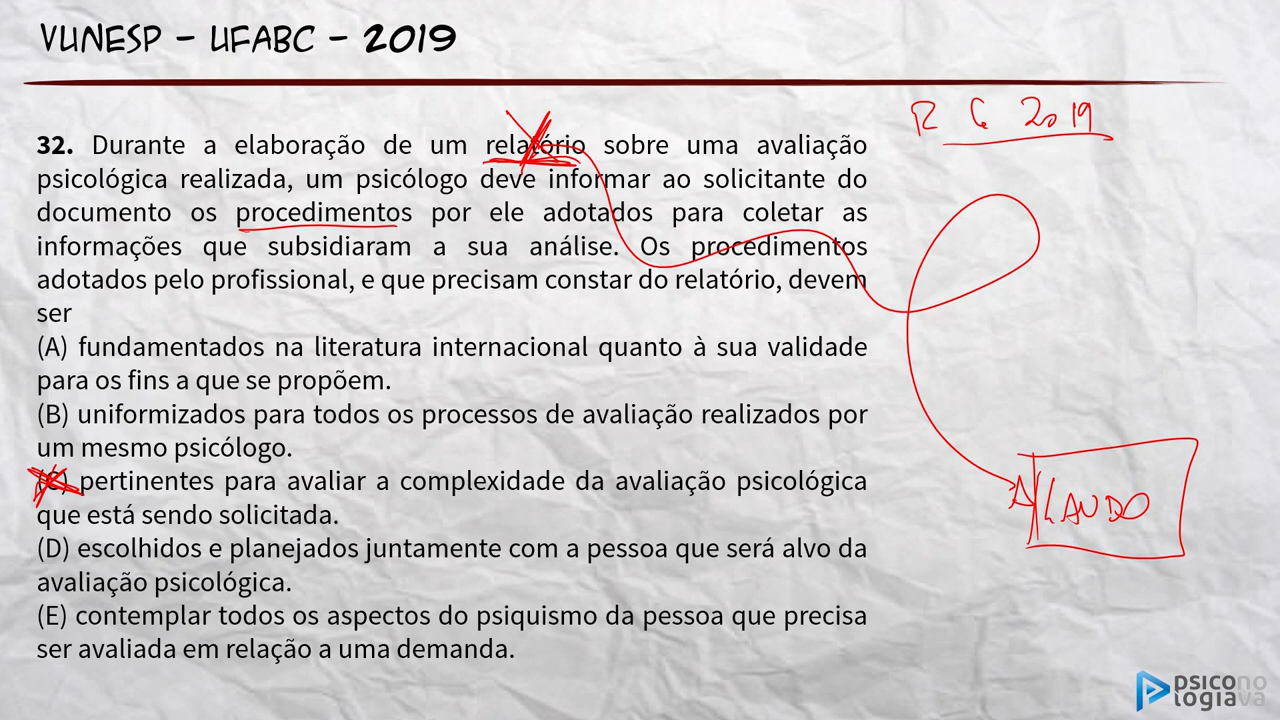 VUNESP - UFABC - 2019
R 6 2019
32. Durante a elaboração de um relatório sobre uma avaliação
psicológica realizada, um psicólogo deve informar ao solicitante do
documento os procedimentos por ele adotados para coletar as
informações que subsidiaram a sua análise. Os procedimentos
adotados pelo profissional, e que precisam constar do relatório, devem
ser
(A) fundamentados na literatura internacional quanto à sua validade
para os fins a que se propõem.
(B) uniformizados para todos os processos de avaliação realizados por
um mesmo psicólogo.
(C) pertinentes para avaliar a complexidade da avaliação psicológica
que está sendo solicitada.
(D) escolhidos e planejados juntamente com a pessoa que será alvo da
avaliação psicológica.
(E) contemplar todos os aspectos do psiquismo da pessoa que precisa
ser avaliada em relação a uma demanda.
LAUDO
psicono
logiava